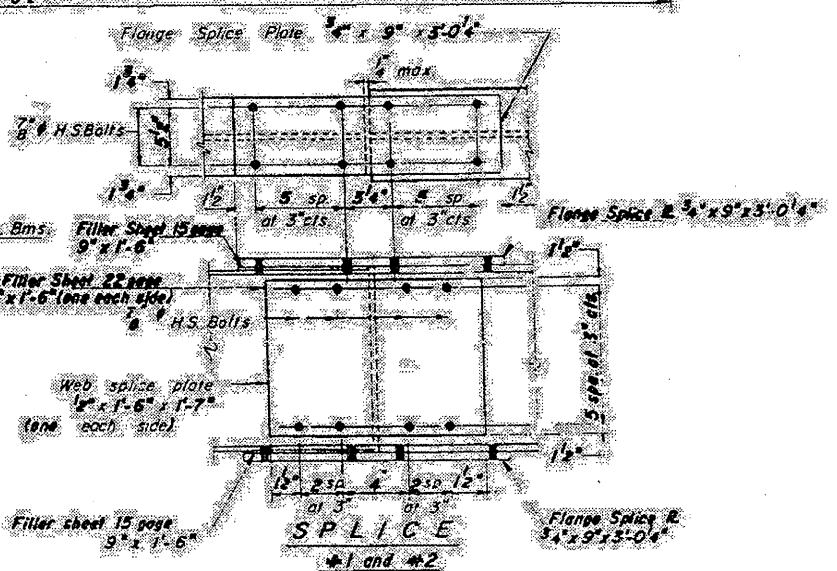 Flange Splice Plate 3/4" x 9" x 3'-0 1/4"
1/4" max
1 3/4"
7/8" φ H.S.Bolts
5 1/2"
1 3/4"
1 1/2"
5 sp
at 3"cts
3 1/4"
5 sp
at 3"cts
1 1/2"
Flange Splice PL 3/4" x 9" x 3'-0 1/4"
Bms.
Filler Sheet 15 gage
9" x 1'-6"
Filler Sheet 22 gage
" x 1'-6" (one each side)
7/8" φ
H.S. Bolts
1 1/2"
5 sps. at 3" cts.
1 1/2"
Web splice plate
1/2" x 1'-6" x 1'-7"
(one each side)
1 1/2"
2 sp
at 3"
4"
2 sp
at 3"
1 1/2"
Filler sheet 15 gage
9" x 1'-6"
Flange Splice PL
3/4" x 9" x 3'-0 1/4"
SPLICE
#1 and #2